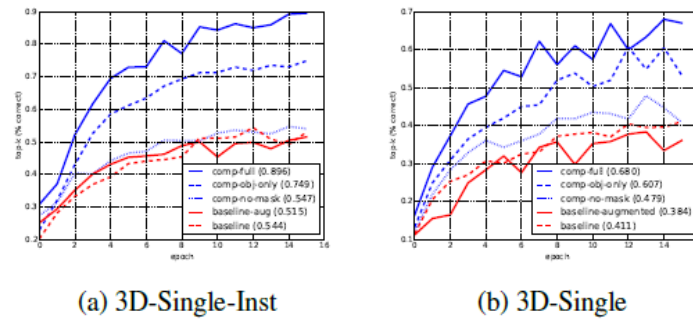 0.9
0.8
0.7
0.6
0.5
0.4
0.3
0.2
top-k (% correct)
0 2 4 6 8 10 12 14 16
epoch
comp-full (0.896)
comp-obj-only (0.749)
comp-no-mask (0.547)
baseline-aug (0.515)
baseline (0.544)
(a) 3D-Single-Inst
0.7
0.6
0.5
0.4
0.3
0.2
0.1
top-k (% correct)
0 2 4 6 8 10 12 14
epoch
comp-full (0.680)
comp-obj-only (0.607)
comp-no-mask (0.479)
baseline-augmented (0.384)
baseline (0.411)
(b) 3D-Single